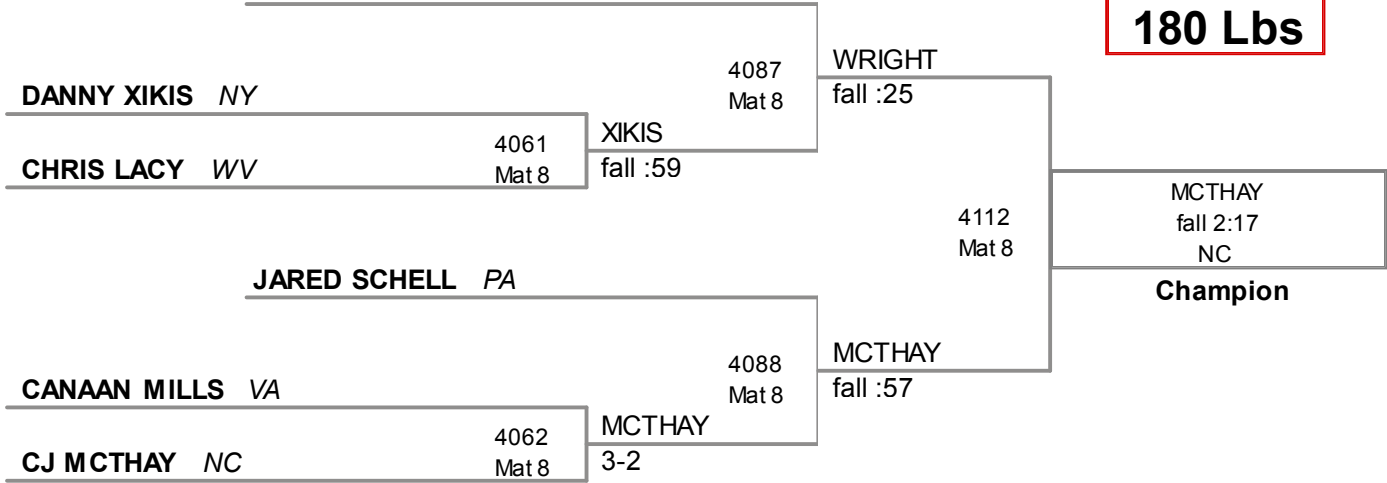 180 Lbs
WRIGHT
4087
Mat 8
fall :25
DANNY XIKIS NY
XIKIS
4061
Mat 8
fall :59
CHRIS LACY WV
MCTHAY
fall 2:17
NC
4112
Mat 8
JARED SCHELL PA
Champion
MCTHAY
4088
Mat 8
fall :57
CANAAN MILLS VA
MCTHAY
4062
Mat 8
3-2
CJ MCTHAY NC